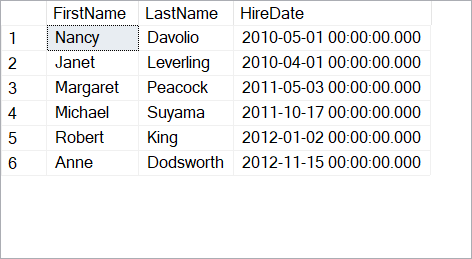 FirstName LastName HireDate
1 Nancy Davolio 2010-05-01 00:00:00.000
2 Janet Leverling 2010-04-01 00:00:00.000
3 Margaret Peacock 2011-05-03 00:00:00.000
4 Michael Suyama 2011-10-17 00:00:00.000
5 Robert King 2012-01-02 00:00:00.000
6 Anne Dodsworth 2012-11-15 00:00:00.000